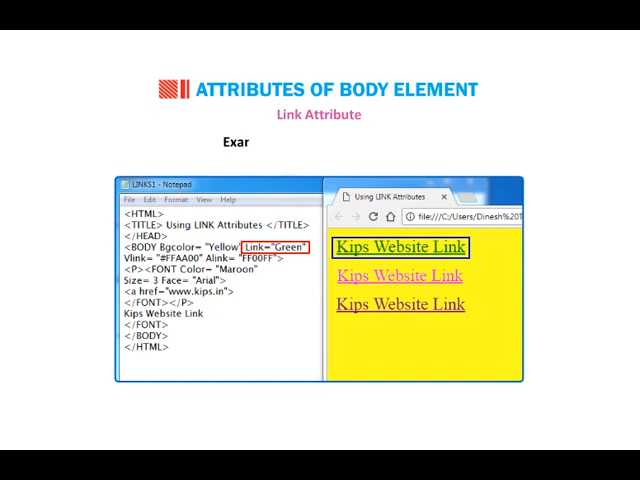 ATTRIBUTES OF BODY ELEMENT
Link Attribute
Exar
LINKS1 - Notepad
File Edit Format View Help
<HTML>
<TITLE> Using LINK Attributes </TITLE>
</HEAD>
<BODY Bgcolor= "Yellow" Link="Green"
Vlink= "#FFAA00" Alink= "FF00FF">
<P><FONT Color= "Maroon"
Size= 3 Face= "Arial">
<a href="www.kips.in">
</FONT></P>
Kips Website Link
</FONT>
</BODY>
</HTML>
Using LINK Attributes
file:///C:/Users/Dinesh%20T
Kips Website Link
Kips Website Link
Kips Website Link